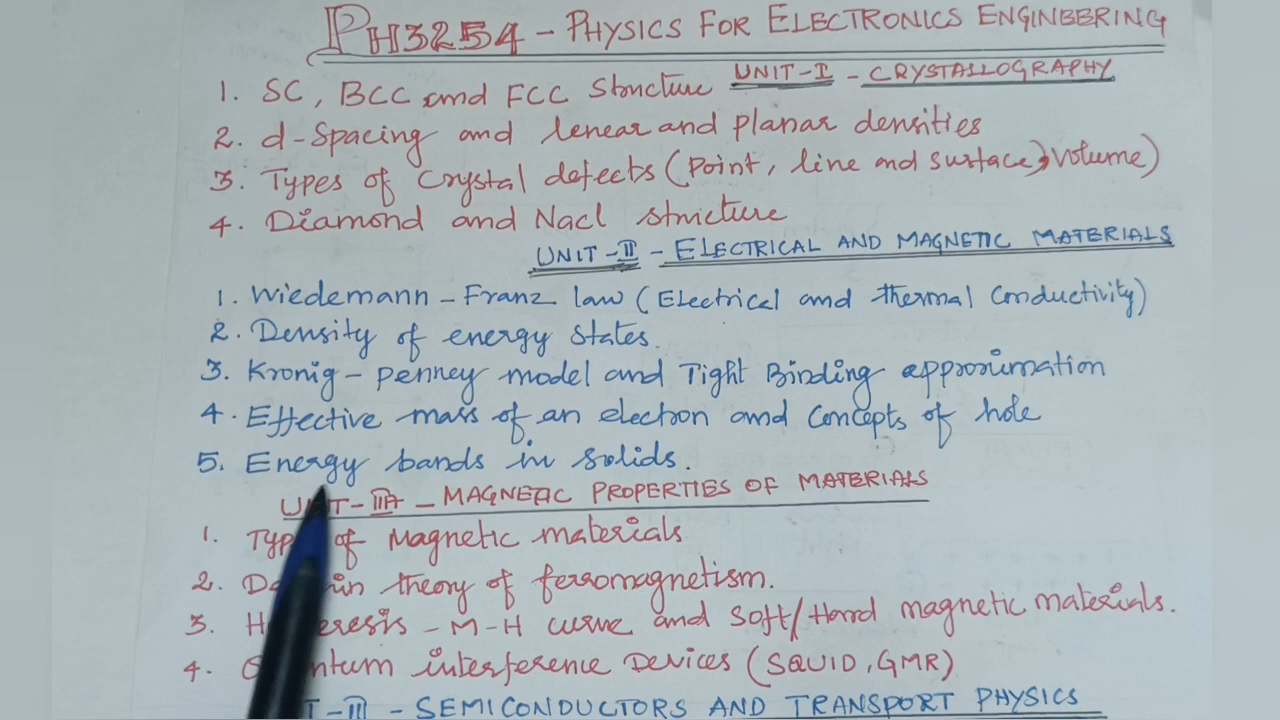 PH3254 - PHYSICS FOR ELECTRONICS ENGINEERING
UNIT-I - CRYSTALLOGRAPHY
1. SC, BCC and FCC Structure
2. d-Spacing and lenear and planar densities
3. Types of Crystal defects (Point, line and surface, Volume)
4. Diamond and Nacl structure
UNIT-II - ELECTRICAL AND MAGNETIC MATERIALS
1. Wiedemann - Franz law (Electrical and thermal Conductivity)
2. Density of energy states.
3. Kronig - penney model and Tight Binding approximation
4. Effective mass of an electron and Concepts of hole
5. Energy bands in solids.
- MAGNETIC PROPERTIES OF MATERIALS
1. of Magnetic materials
2. theory of ferromagnetism.
3. - M-H curve and Soft/Hard magnetic materials.
4. interference Devices (SQUID, GMR)
- SEMICONDUCTORS AND TRANSPORT PHYSICS